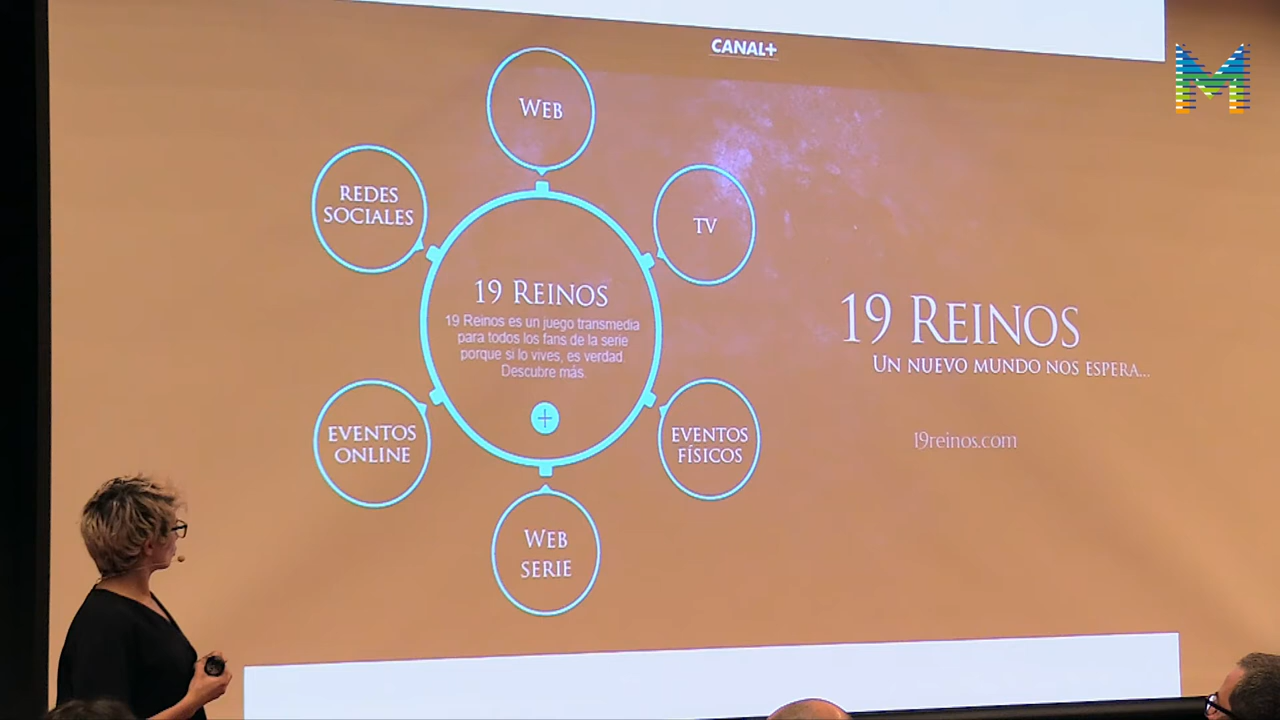 CANAL+
M
WEB
REDES
SOCIALES
TV
19 REINOS
19 Reinos es un juego transmedia
para todos los fans de la serie
porque si lo vives, es verdad.
Descubre más.
+
EVENTOS
ONLINE
EVENTOS
FÍSICOS
WEB
SERIE
19 REINOS
UN NUEVO MUNDO NOS ESPERA...
19reinos.com